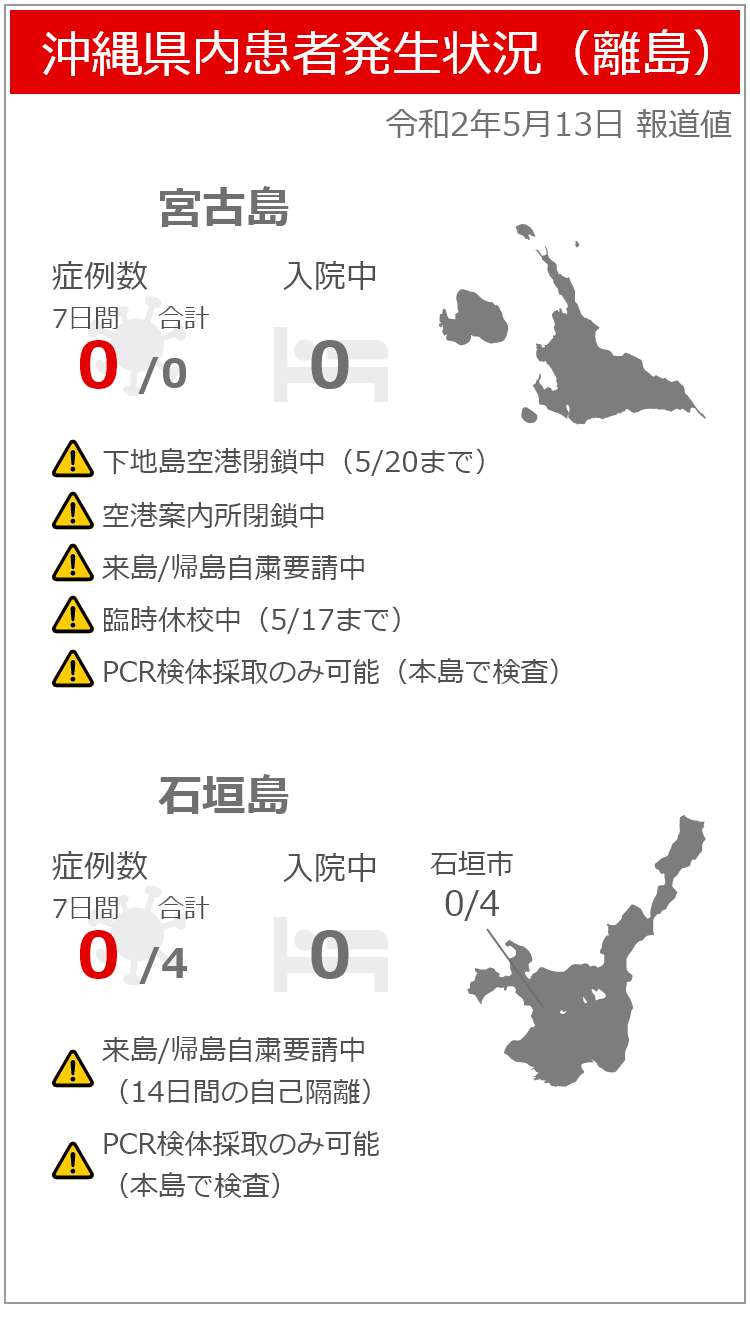 沖縄県内患者発生状況（離島）
令和2年5月13日 報道値
宮古島
症例数 入院中
7日間 合計
0 /0 0
下地島空港閉鎖中（5/20まで）
空港案内所閉鎖中
来島/帰島自粛要請中
臨時休校中（5/17まで）
PCR検体採取のみ可能（本島で検査）
石垣島
症例数 入院中
7日間 合計
0 /4 0
石垣市
0/4
来島/帰島自粛要請中
（14日間の自己隔離）
PCR検体採取のみ可能
（本島で検査）